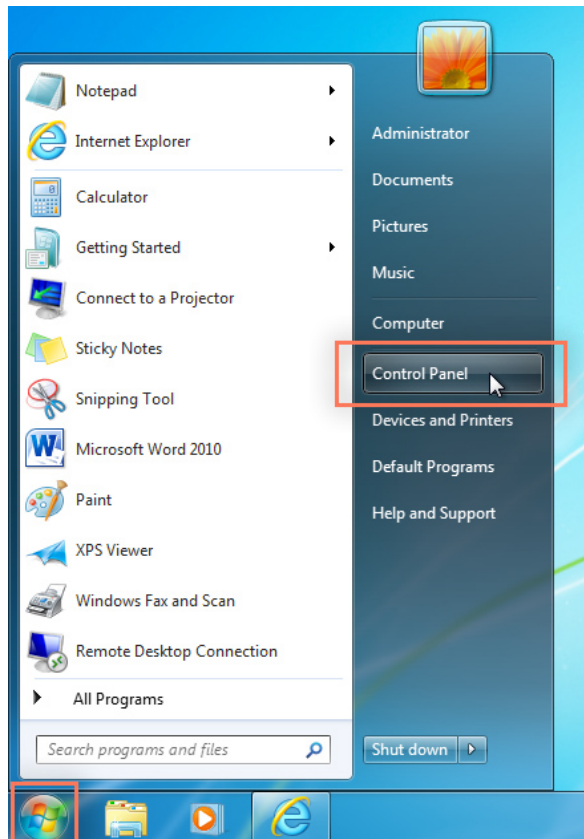 Notepad
Internet Explorer
Calculator
Getting Started
Connect to a Projector
Sticky Notes
Snipping Tool
Microsoft Word 2010
Paint
XPS Viewer
Windows Fax and Scan
Remote Desktop Connection
All Programs
Search programs and files
Administrator
Documents
Pictures
Music
Computer
Control Panel
Devices and Printers
Default Programs
Help and Support
Shut down